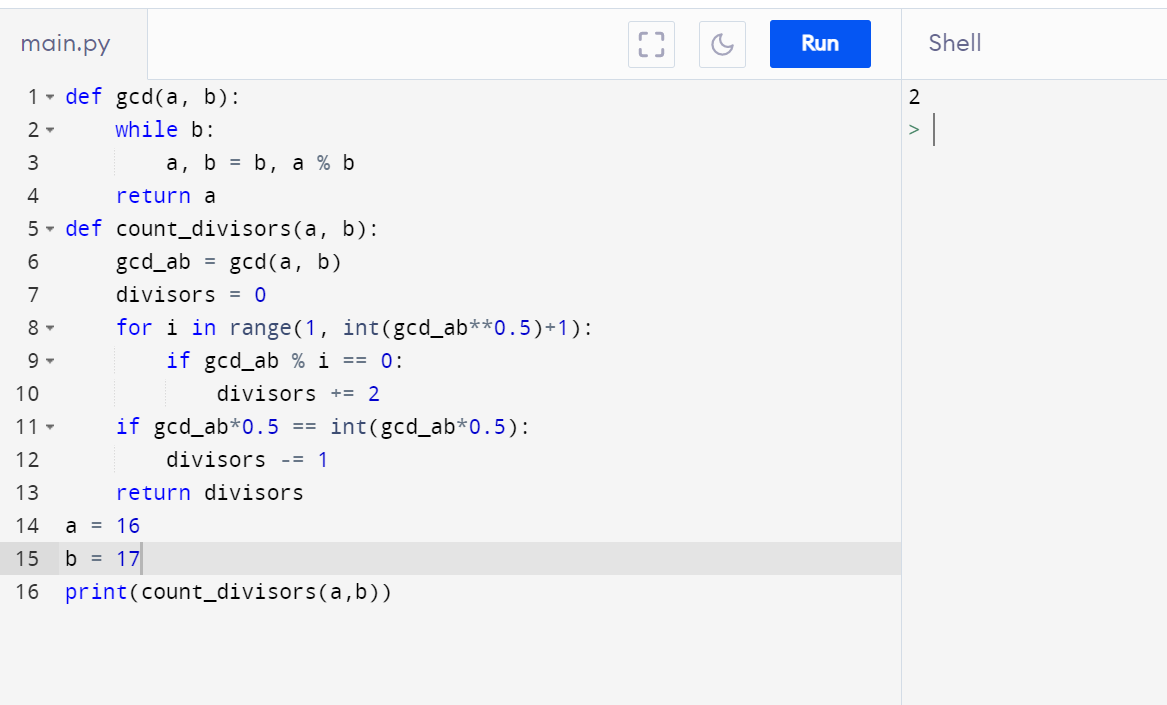 main.py
Run
Shell
1 def gcd(a, b):
2     while b:
3         a, b = b, a % b
4     return a
5 def count_divisors(a, b):
6     gcd_ab = gcd(a, b)
7     divisors = 0
8     for i in range(1, int(gcd_ab**0.5)+1):
9         if gcd_ab % i == 0:
10             divisors += 2
11     if gcd_ab*0.5 == int(gcd_ab*0.5):
12         divisors -= 1
13     return divisors
14 a = 16
15 b = 17
16 print(count_divisors(a,b))
2
>